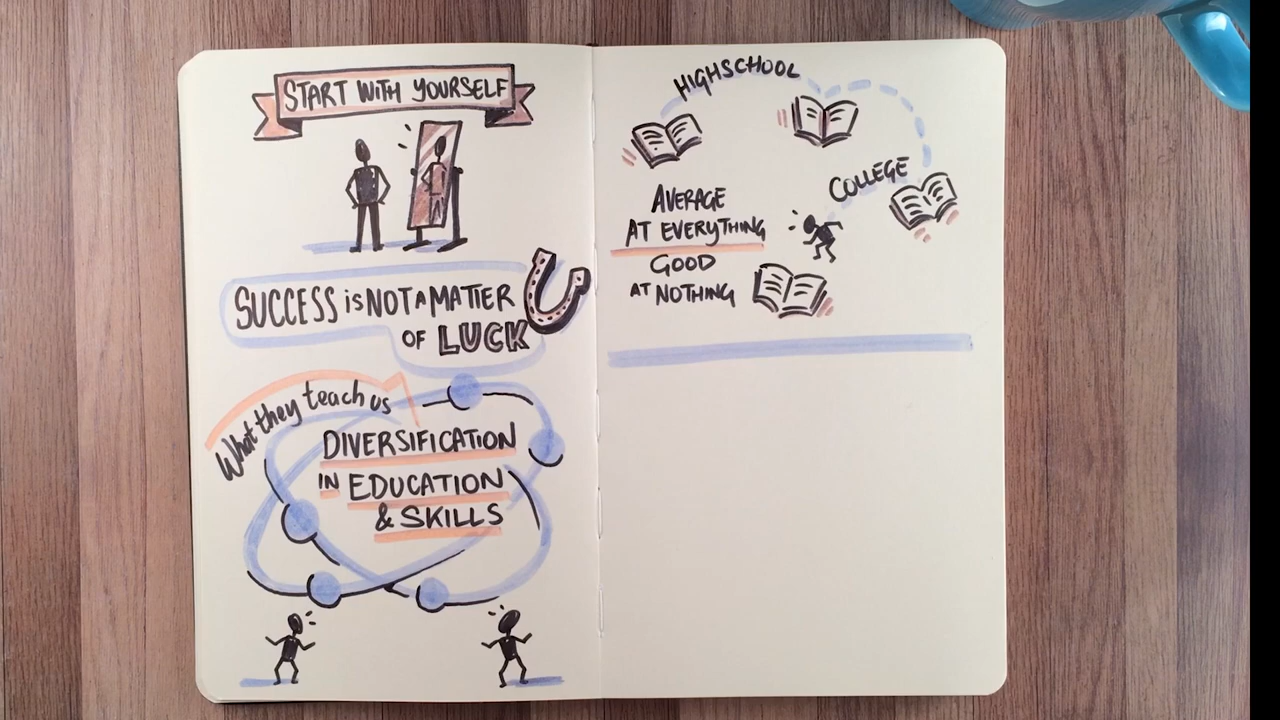 START WITH YOURSELF
SUCCESS iS NOT A MATTER
OF LUCK
What they teach us
DIVERSIFICATION
IN EDUCATION
& SKILLS
HIGHSCHOOL
COLLEGE
AVERAGE
AT EVERYTHING
GOOD
AT NOTHING